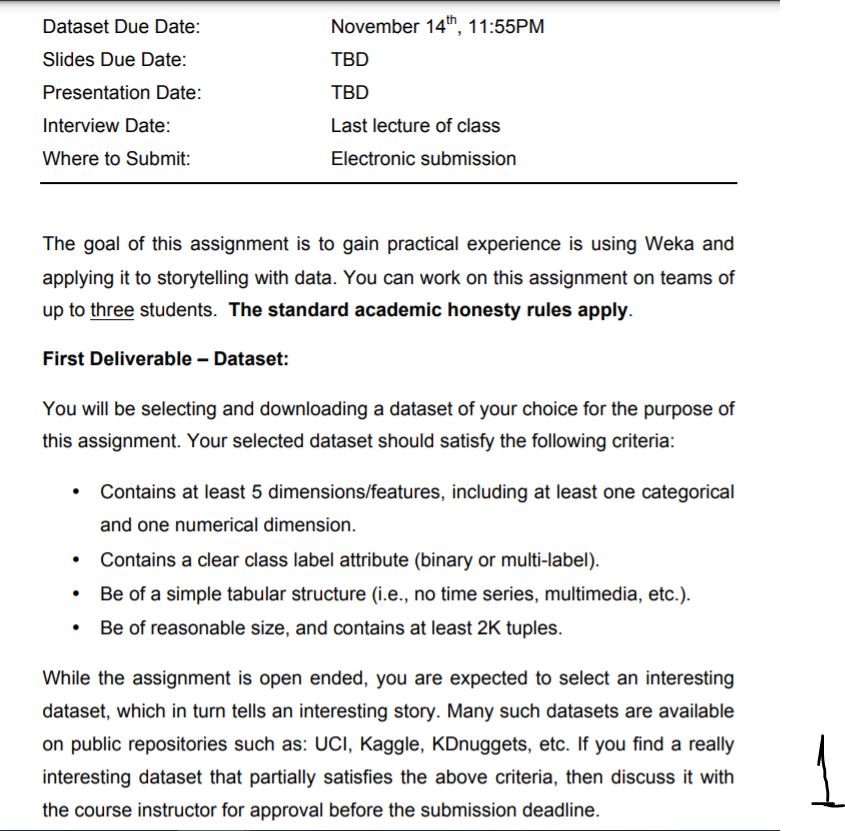 Dataset Due Date: November 14th, 11:55PM
Slides Due Date: TBD
Presentation Date: TBD
Interview Date: Last lecture of class
Where to Submit: Electronic submission
The goal of this assignment is to gain practical experience is using Weka and
applying it to storytelling with data. You can work on this assignment on teams of
up to three students. The standard academic honesty rules apply.
First Deliverable – Dataset:
You will be selecting and downloading a dataset of your choice for the purpose of
this assignment. Your selected dataset should satisfy the following criteria:
• Contains at least 5 dimensions/features, including at least one categorical
and one numerical dimension.
• Contains a clear class label attribute (binary or multi-label).
• Be of a simple tabular structure (i.e., no time series, multimedia, etc.).
• Be of reasonable size, and contains at least 2K tuples.
While the assignment is open ended, you are expected to select an interesting
dataset, which in turn tells an interesting story. Many such datasets are available
on public repositories such as: UCI, Kaggle, KDnuggets, etc. If you find a really
interesting dataset that partially satisfies the above criteria, then discuss it with
the course instructor for approval before the submission deadline.
1